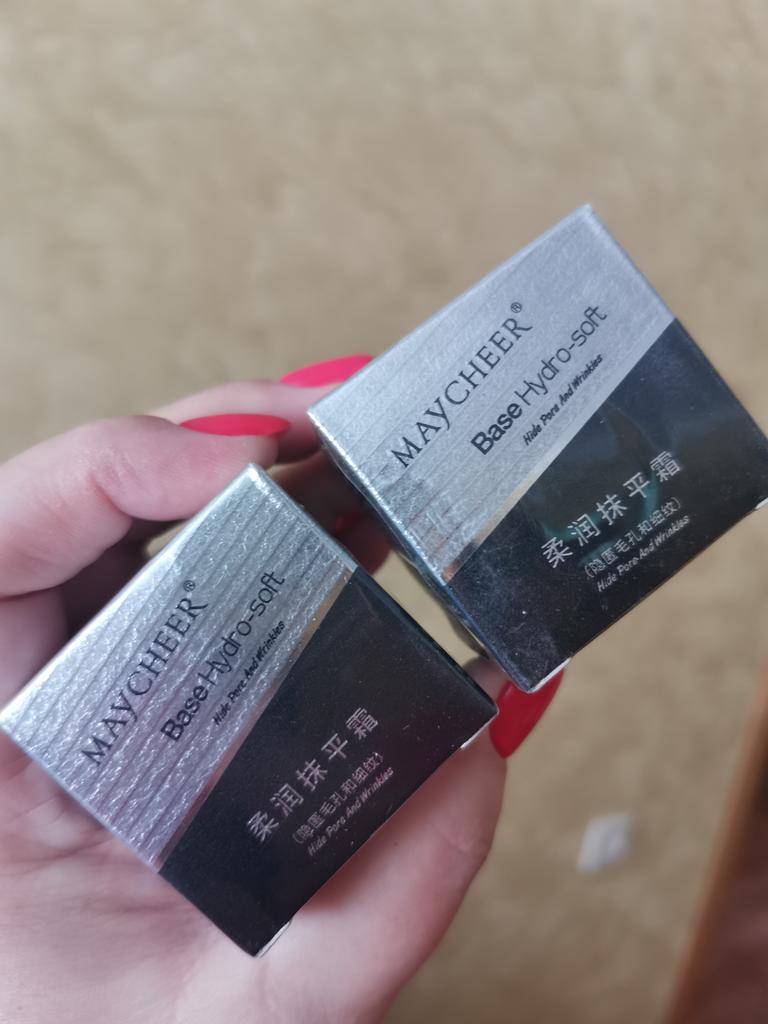 MAYCHEER®
Base Hydro-soft
Hide Pore And Wrinkles
柔润抹平霜
(隐匿毛孔和细纹)
Hide Pore And Wrinkles
MAYCHEER®
Base Hydro-soft
Hide Pore And Wrinkles
柔润抹平霜
(隐匿毛孔和细纹)
Hide Pore And Wrinkles